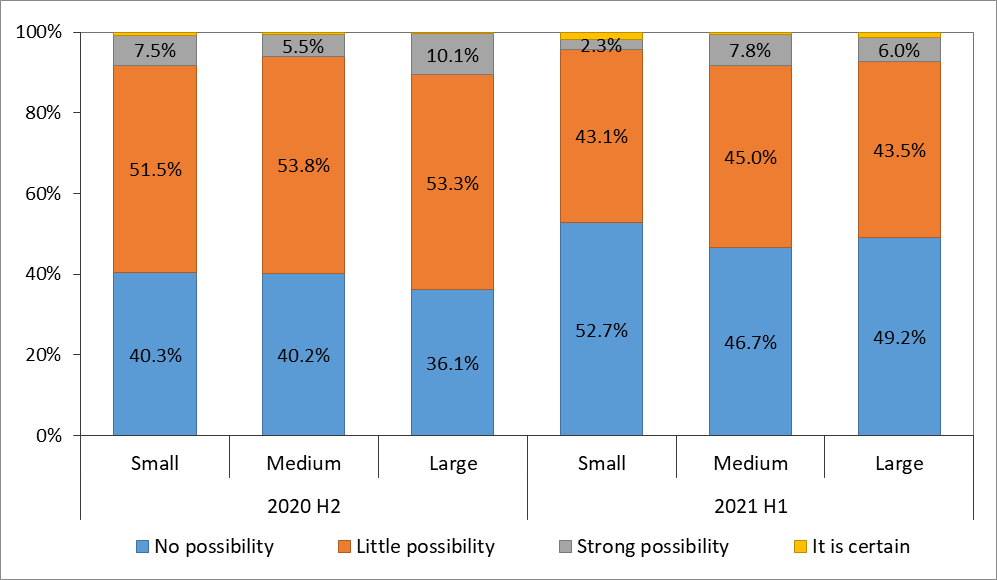 100%
80%
60%
40%
20%
0%
7.5% 5.5% 10.1% 2.3% 7.8% 6.0%
51.5% 53.8% 53.3% 43.1% 45.0% 43.5%
40.3% 40.2% 36.1% 52.7% 46.7% 49.2%
Small Medium Large Small Medium Large
2020 H2 2021 H1
No possibility Little possibility Strong possibility It is certain